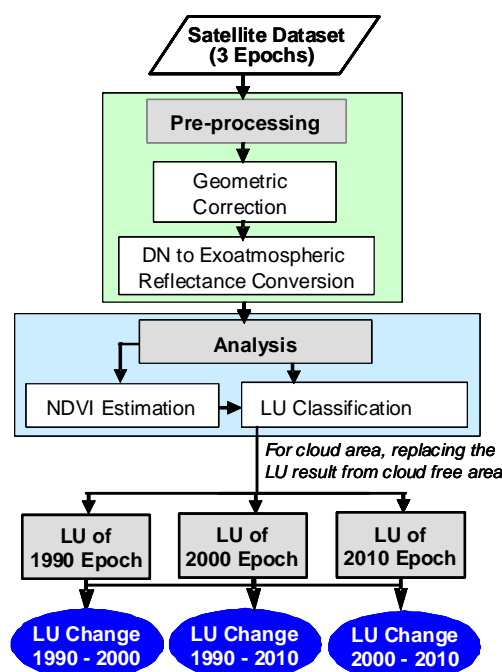 Satellite Dataset
(3 Epochs)
Pre-processing
Geometric
Correction
DN to Exoatmospheric
Reflectance Conversion
Analysis
NDVI Estimation
LU Classification
For cloud area, replacing the
LU result from cloud free area
LU of
1990 Epoch
LU of
2000 Epoch
LU of
2010 Epoch
LU Change
1990 - 2000
LU Change
1990 - 2010
LU Change
2000 - 2010